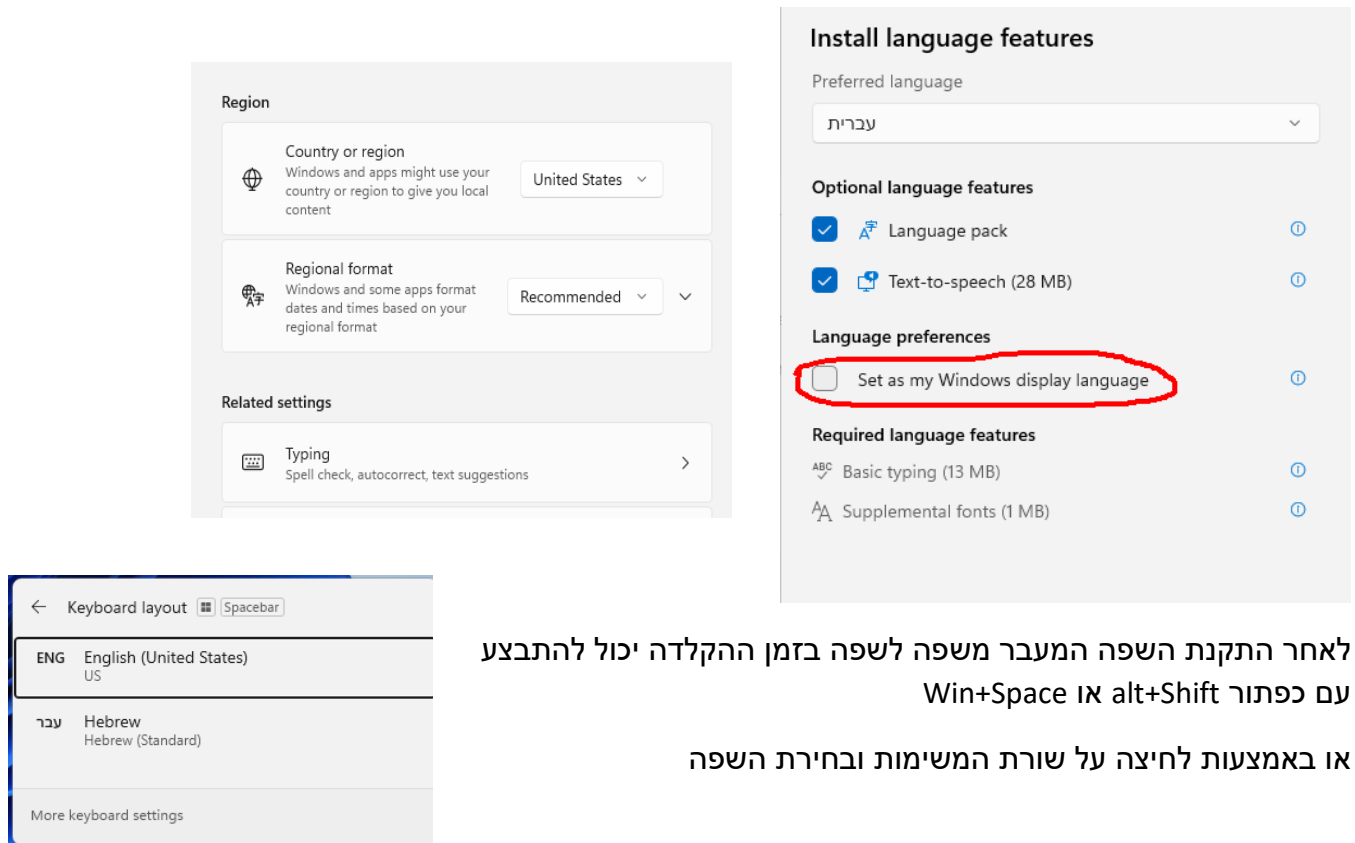 Region
Country or region
Windows and apps might use your
country or region to give you local
content
United States
Regional format
Windows and some apps format
dates and times based on your
regional format
Recommended
Related settings
Typing
Spell check, autocorrect, text suggestions
Install language features
Preferred language
עברית
Optional language features
Language pack
Text-to-speech (28 MB)
Language preferences
Set as my Windows display language
Required language features
ABC Basic typing (13 MB)
Supplemental fonts (1 MB)
Keyboard layout Spacebar
ENG English (United States)
US
עבר Hebrew
Hebrew (Standard)
More keyboard settings
לאחר התקנת השפה המעבר משפה לשפה בזמן ההקלדה יכול להתבצע
עם כפתור alt+Shift או Win+Space
או באמצעות לחיצה על שורת המשימות ובחירת השפה